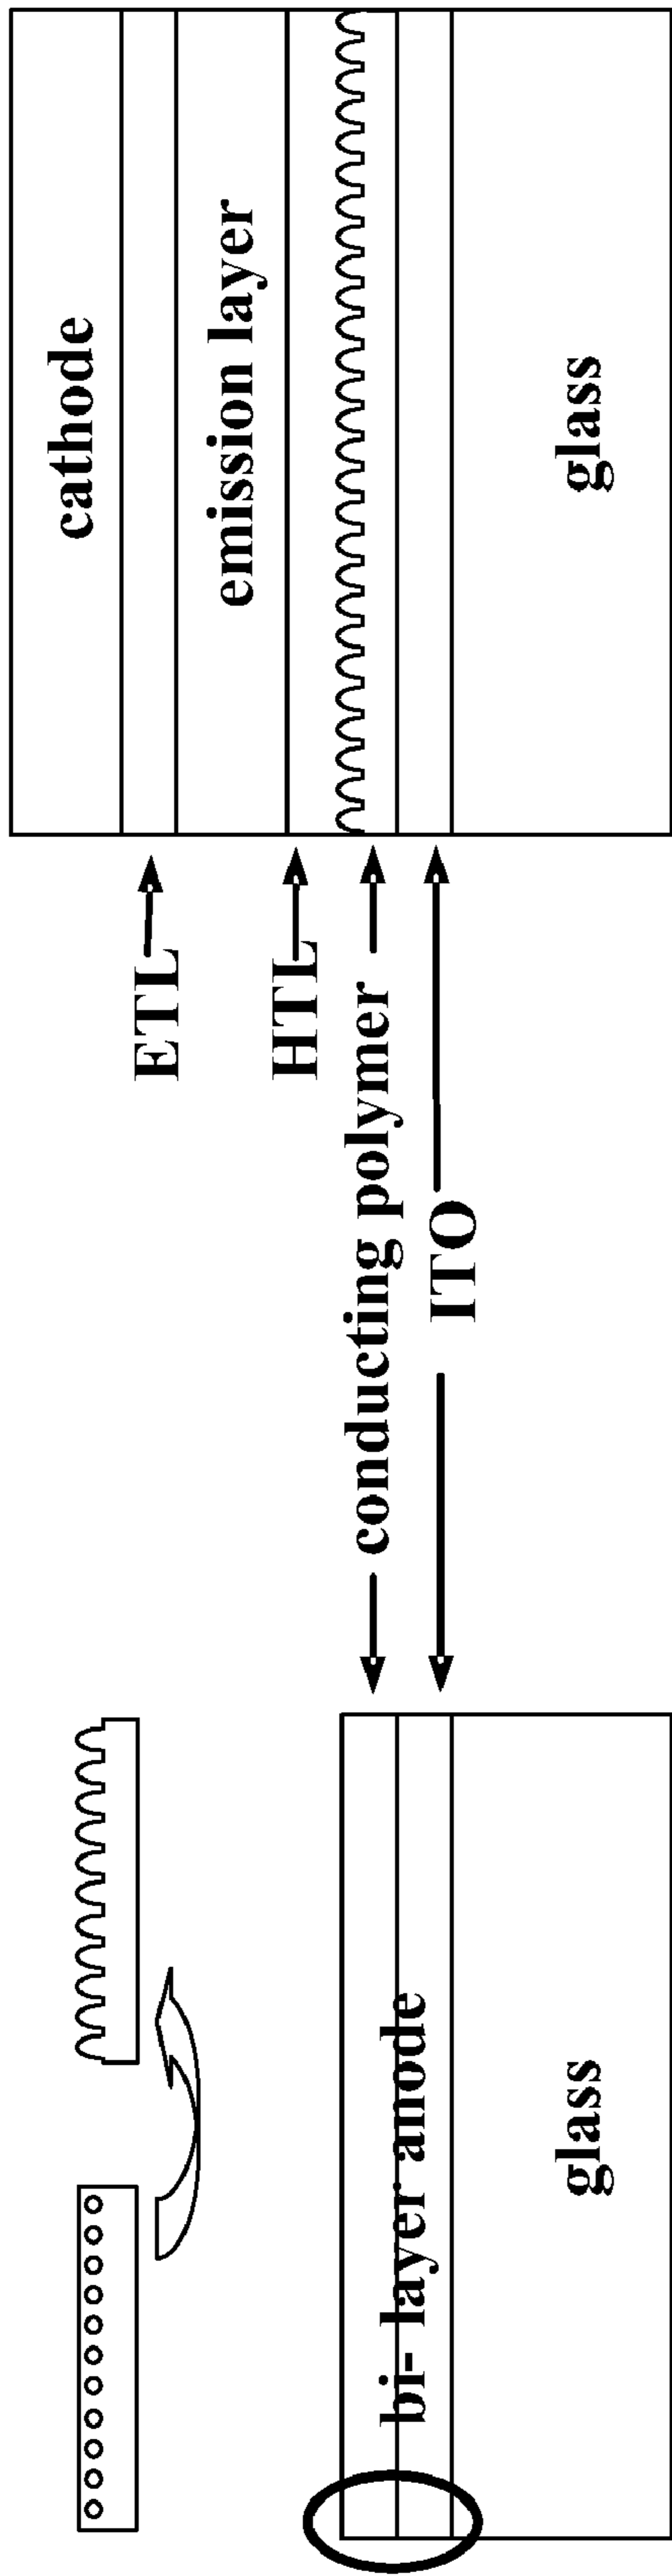 cathode
ETL
emission layer
HTL
conducting polymer
bi- layer anode
ITO
glass
glass